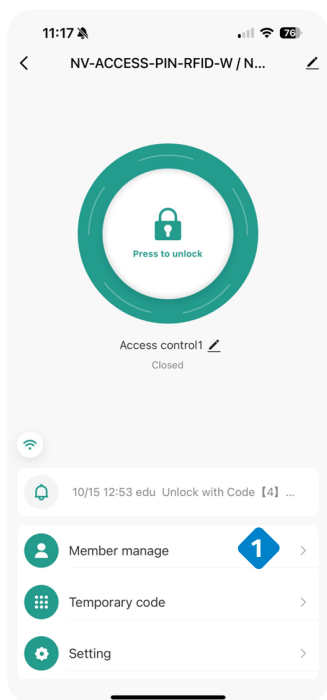 11:17 76
NV-ACCESS-PIN-RFID-W / N...
Press to unlock
Access control1
Closed
10/15 12:53 edu Unlock with Code【4】...
Member manage
1
Temporary code
Setting